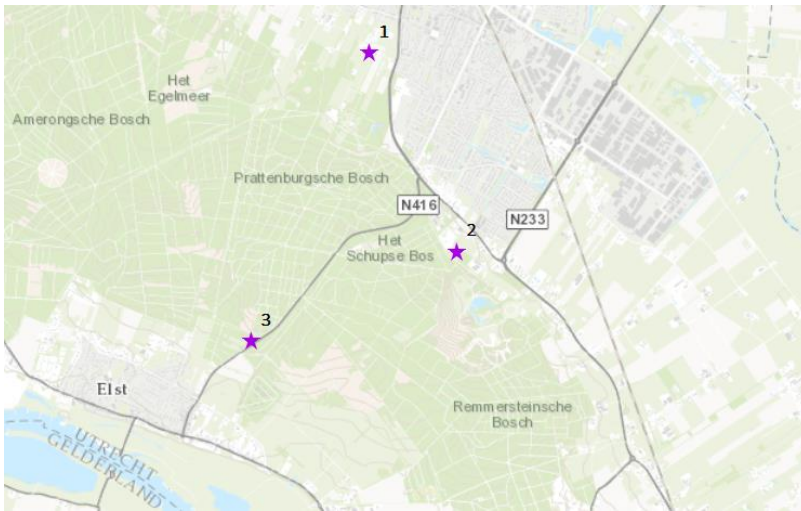 1
Het
Egelmeer
Amerongsche Bosch
Prattenburgsche Bosch
N416
N233
2
Het
Schupse Bos
3
Elst
Remmersteinsche
Bosch
UTRECHT
GELDERLAND